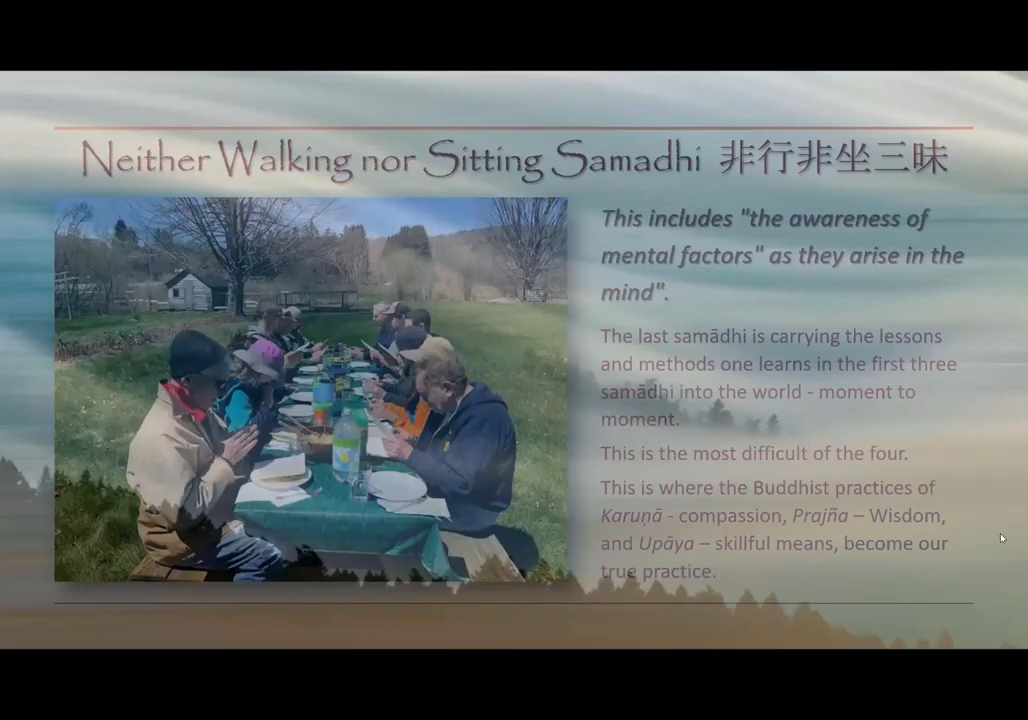 Neither Walking nor Sitting Samadhi 非行非坐三昧
This includes "the awareness of
mental factors" as they arise in the
mind".
The last samādhi is carrying the lessons
and methods one learns in the first three
samādhi into the world - moment to
moment.
This is the most difficult of the four.
This is where the Buddhist practices of
Karuṇā - compassion, Prajña – Wisdom,
and Upāya – skillful means, become our
true practice.